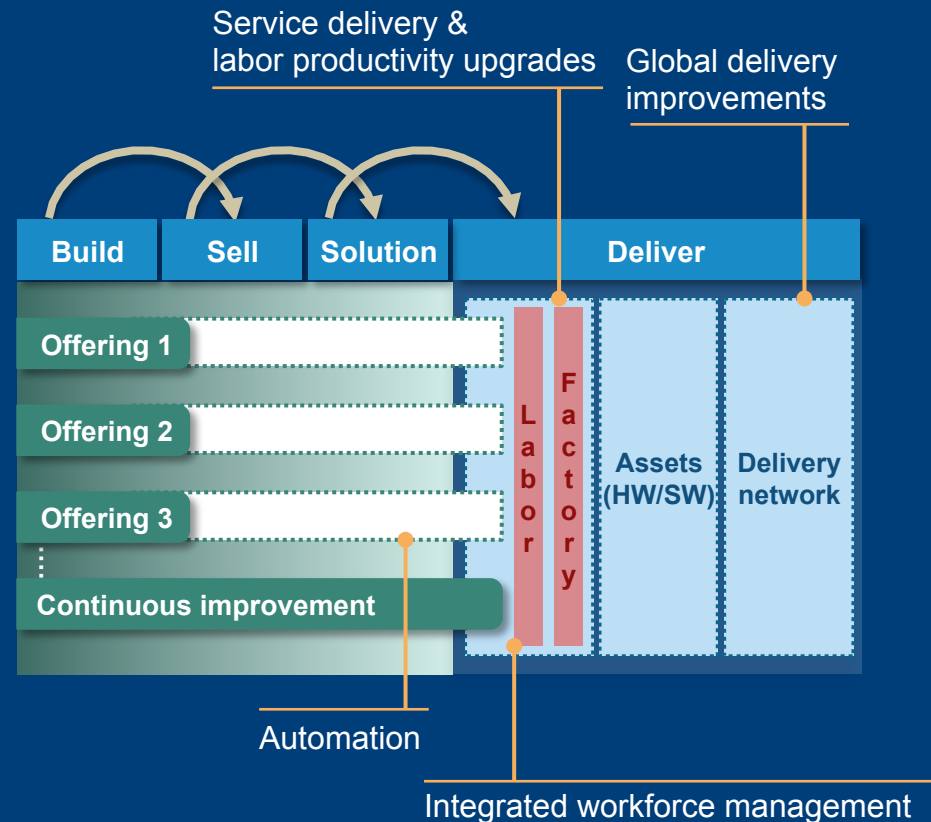 Service delivery &
labor productivity upgrades
Global delivery
improvements
Build
Sell
Solution
Deliver
Offering 1
Offering 2
Offering 3
Continuous improvement
Labor
Factory
Assets
(HW/SW)
Delivery
network
Automation
Integrated workforce management